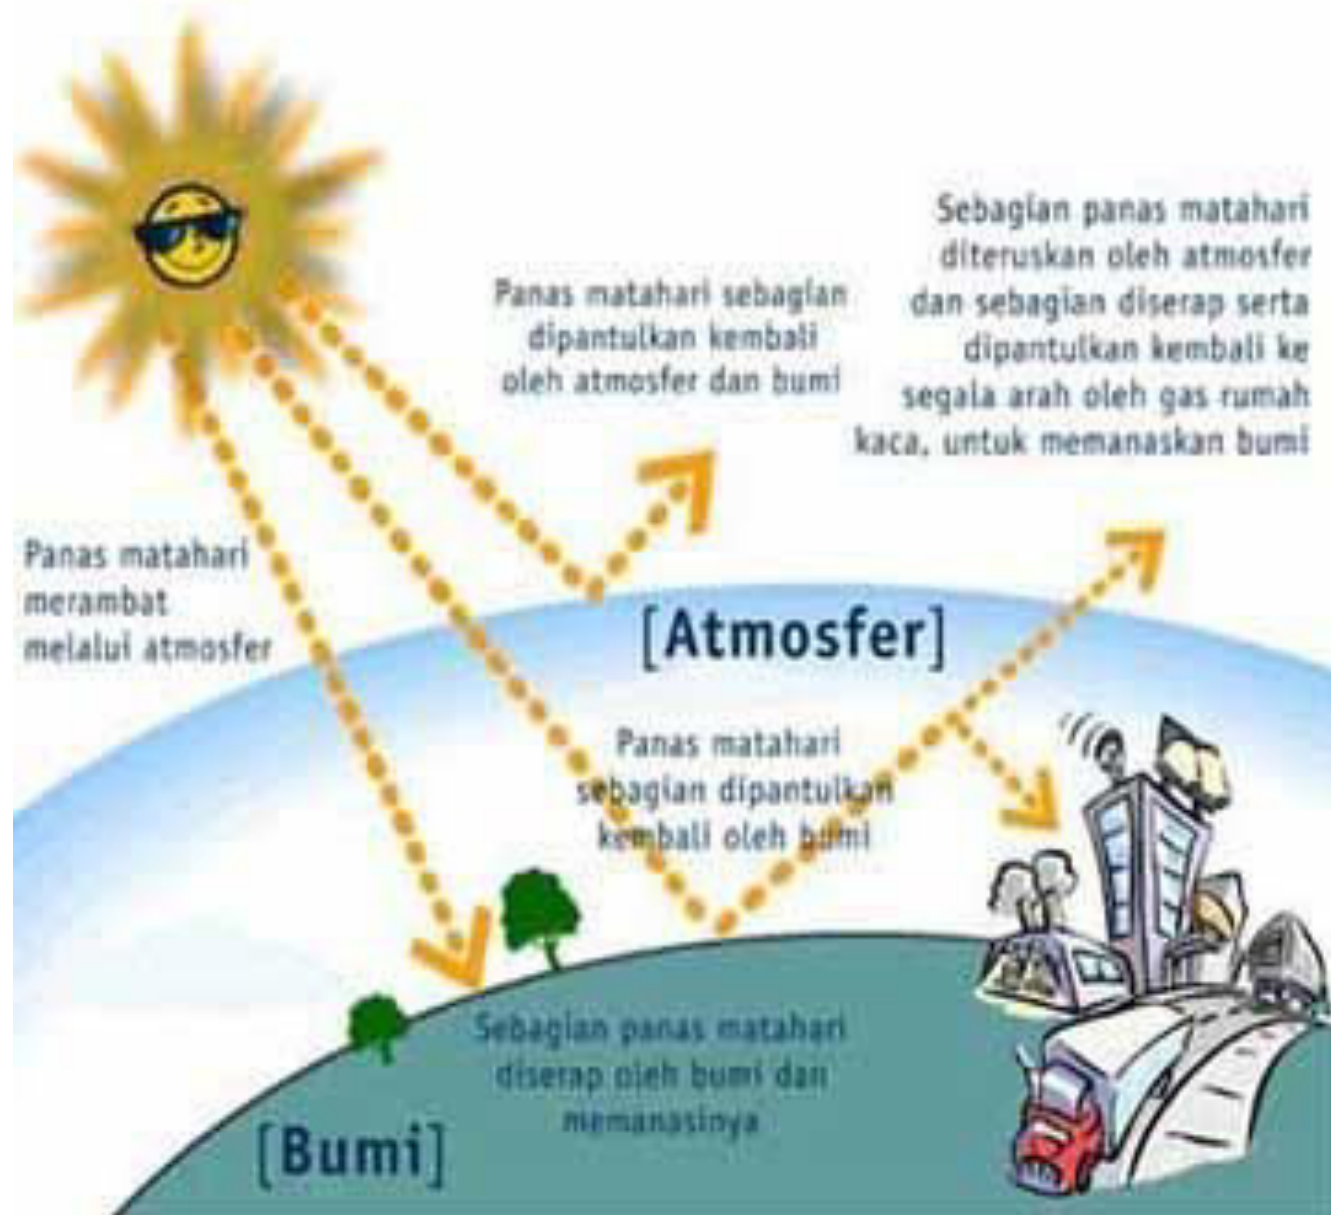 Sebagian panas matahari
diteruskan oleh atmosfer
dan sebagian diserap serta
dipantulkan kembali ke
segala arah oleh gas rumah
kaca, untuk memanaskan bumi
Panas matahari sebagian
dipantulkan kembali
oleh atmosfer dan bumi
Panas matahari
merambat
melalui atmosfer
[Atmosfer]
Panas matahari
sebagian dipantulkan
kembali oleh bumi
Sebagian panas matahari
diserap oleh bumi dan
memanasinya
[Bumi]